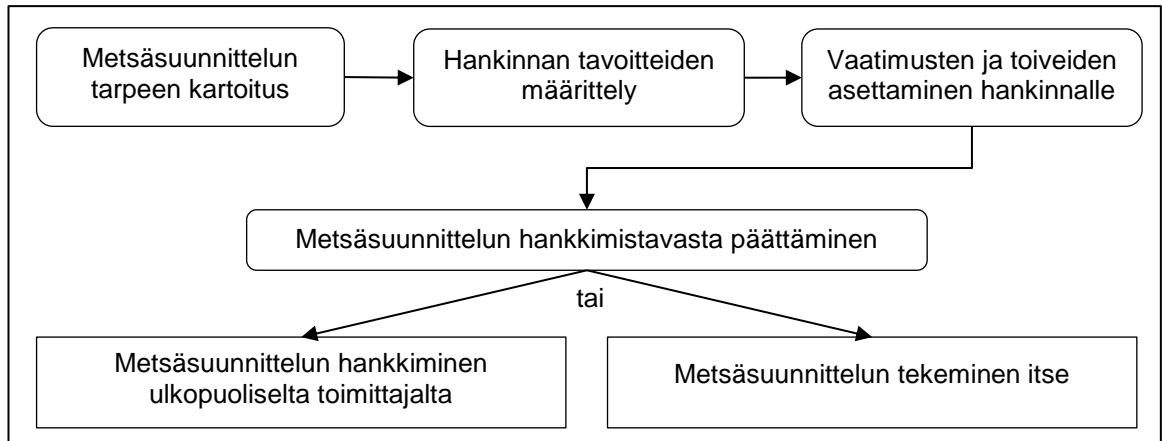 Metsäsuunnittelun
tarpeen kartoitus
Hankinnan tavoitteiden
määrittely
Vaatimusten ja toiveiden
asettaminen hankinnalle
Metsäsuunnittelun hankkimistavasta päättäminen
tai
Metsäsuunnittelun hankkiminen
ulkopuoliselta toimittajalta
Metsäsuunnittelun tekeminen itse